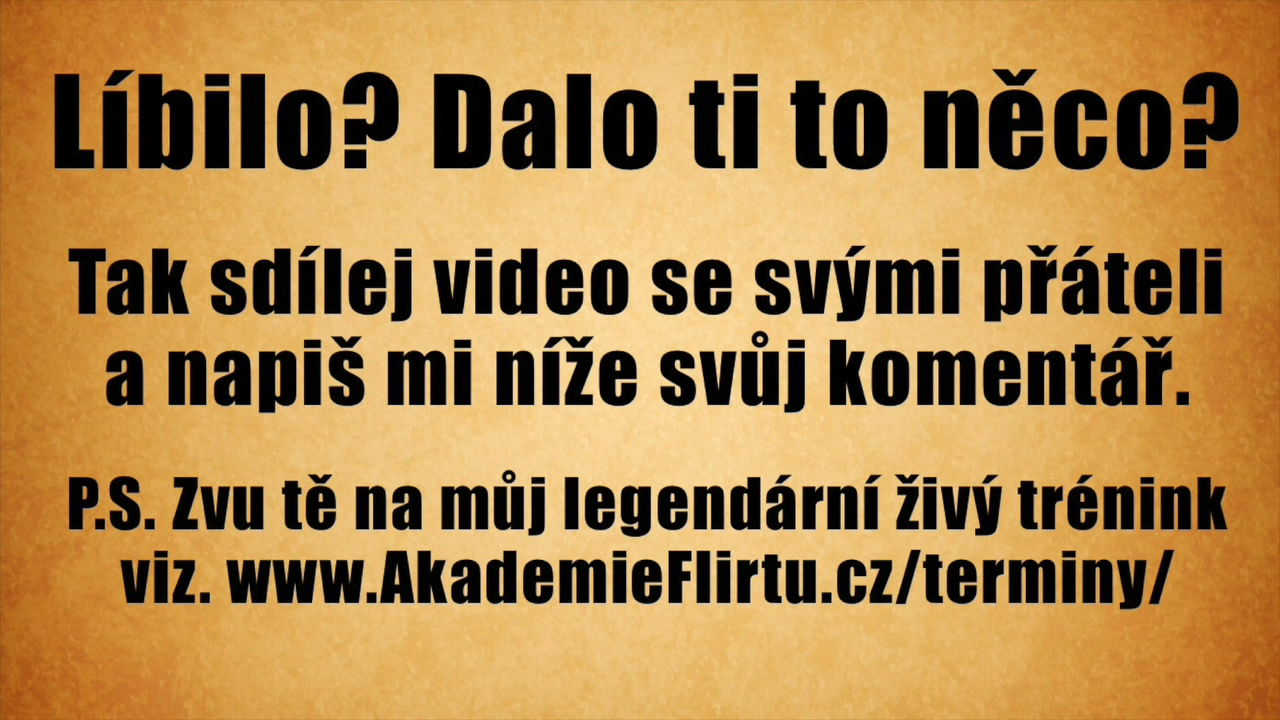 Líbilo? Dalo ti to něco?
Tak sdílej video se svými přáteli
a napiš mi níže svůj komentář.
P.S. Zvu tě na můj legendární živý trénink
viz. www.AkademieFlirtu.cz/terminy/